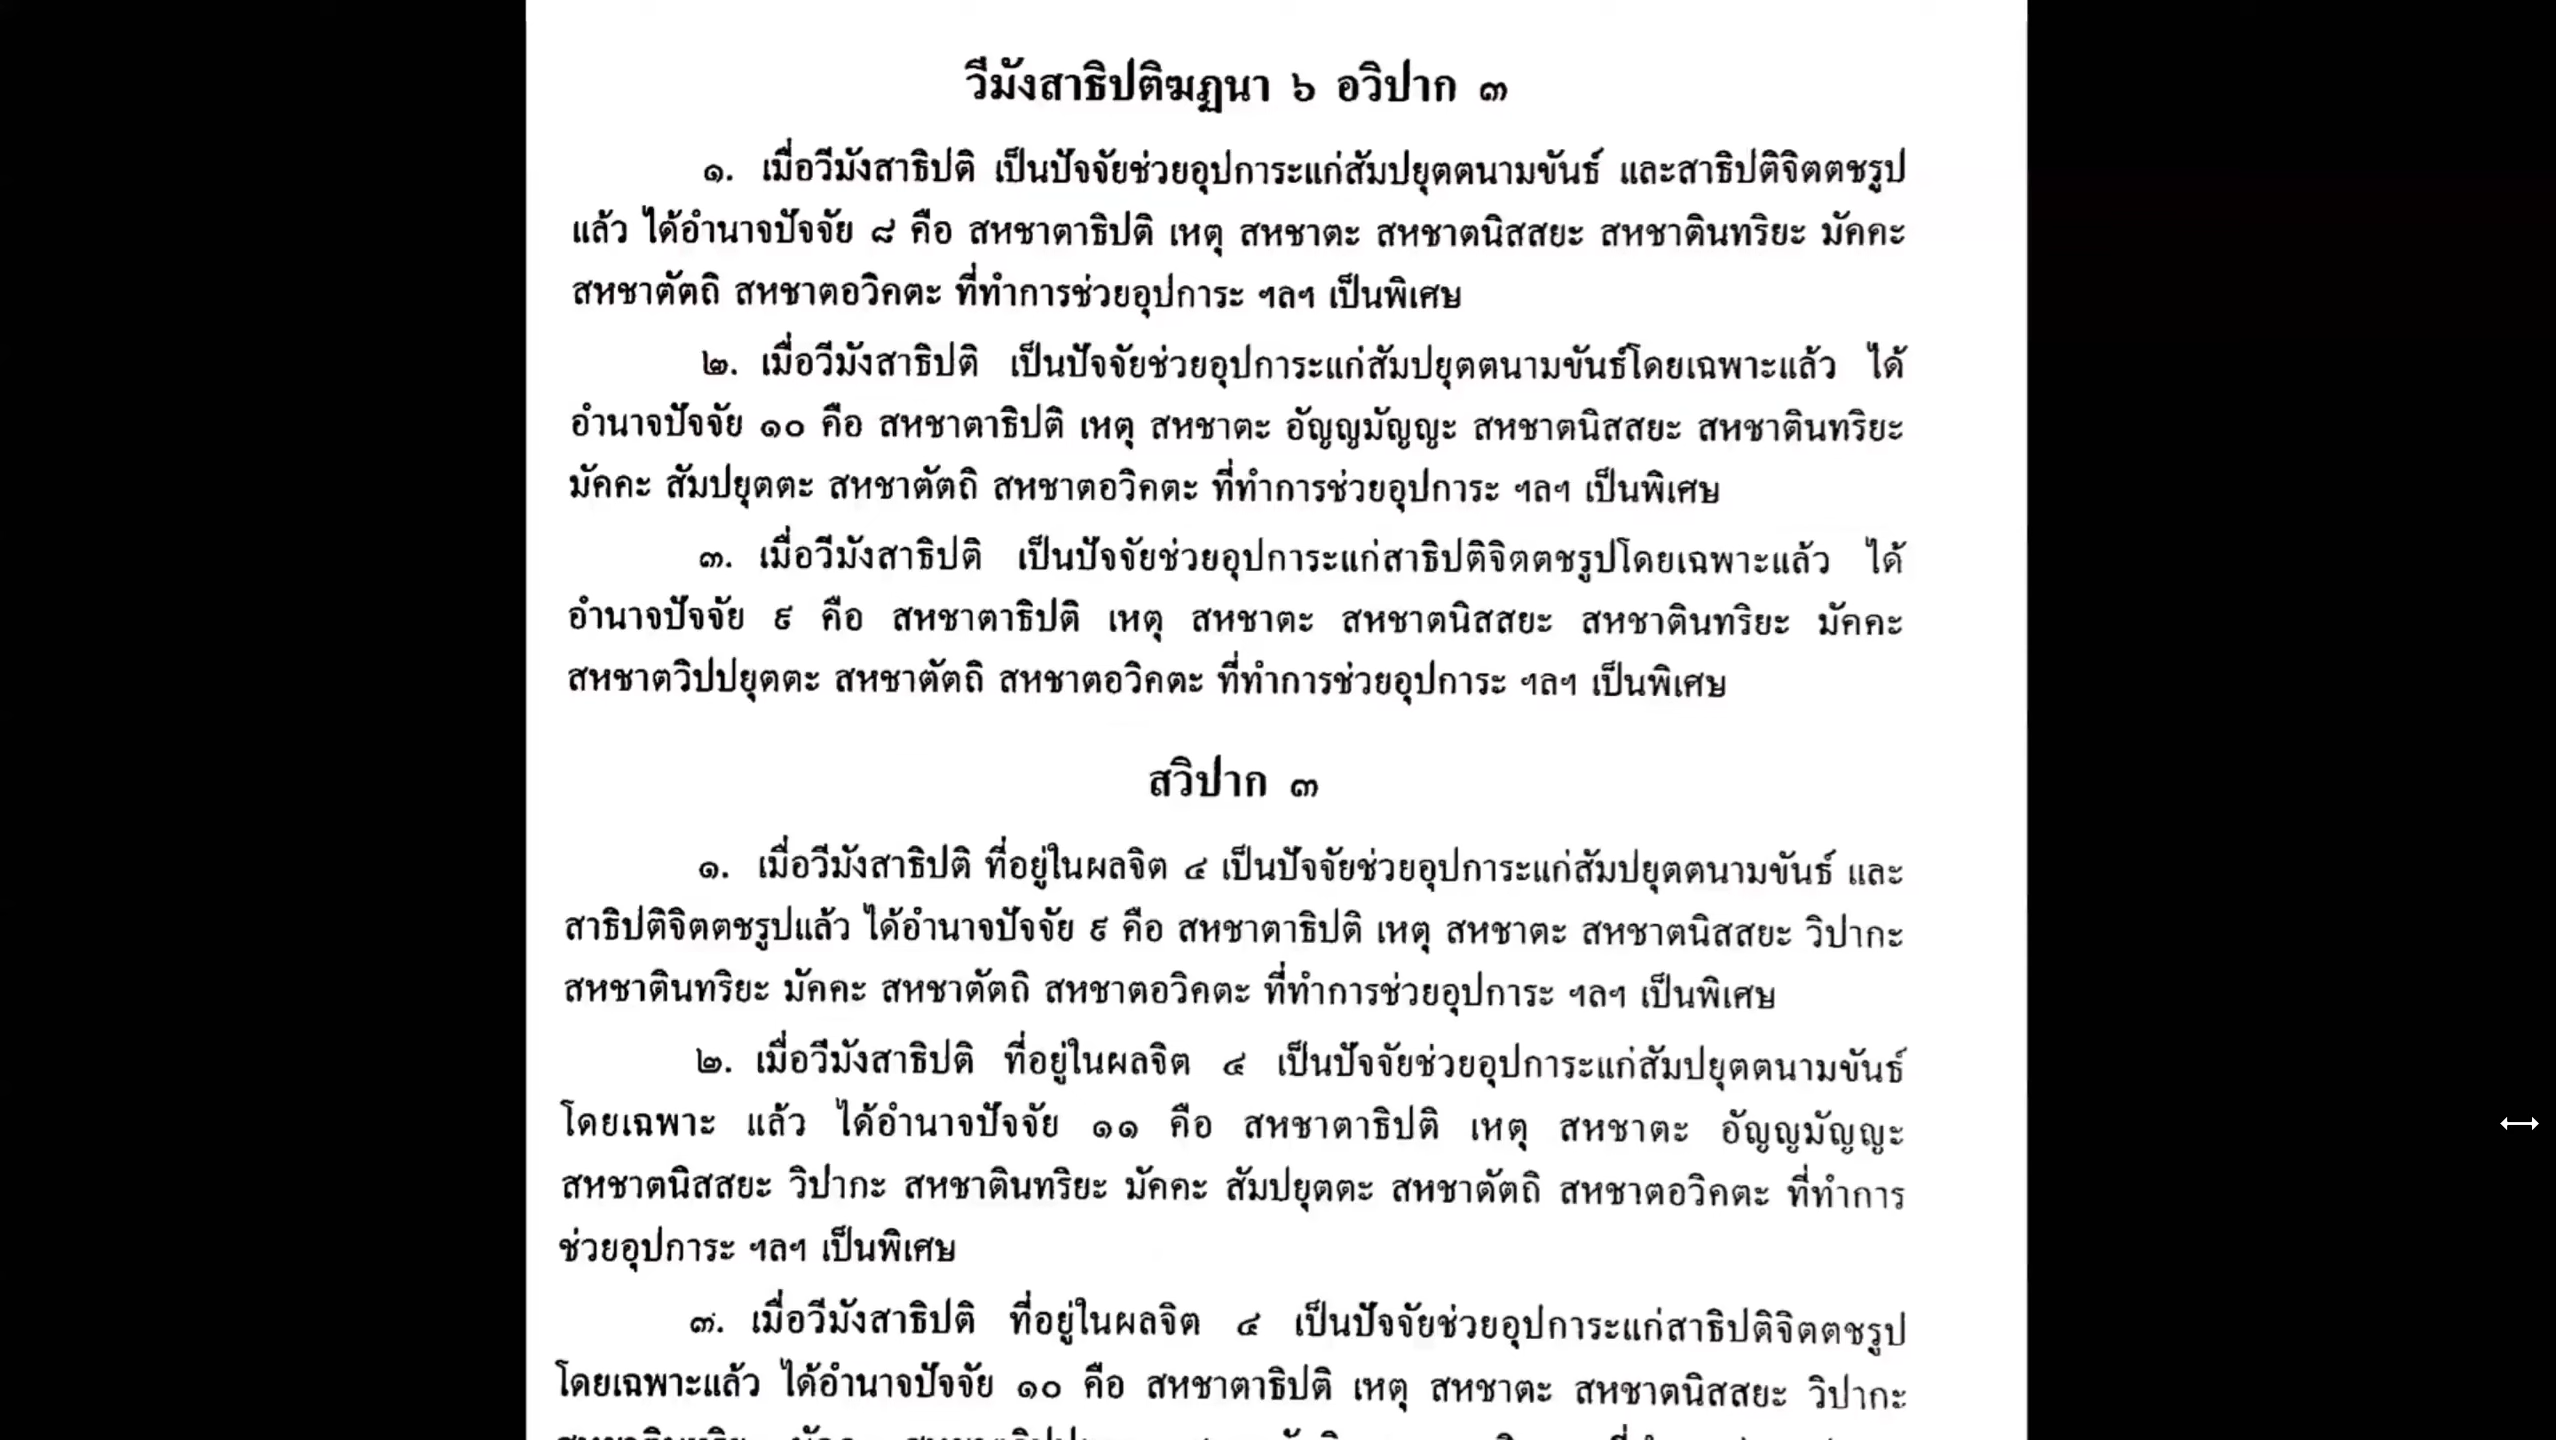 วีมังสาธิปติฆฏนา ๖ อวิปาก ๓
๑. เมื่อวีมังสาธิปติ เป็นปัจจัยช่วยอุปการะแก่สัมปยุตตนามขันธ์ และสาธิปติจิตตชรูป
แล้ว ได้อำนาจปัจจัย ๘ คือ สหชาตาธิปติ เหตุ สหชาตะ สหชาตนิสสยะ สหชาตินทริยะ มัคคะ
สหชาตัตถิ สหชาตอวิคตะ ที่ทำการช่วยอุปการะ ฯลฯ เป็นพิเศษ
๒. เมื่อวีมังสาธิปติ เป็นปัจจัยช่วยอุปการะแก่สัมปยุตตนามขันธ์โดยเฉพาะแล้ว ได้
อำนาจปัจจัย ๑๐ คือ สหชาตาธิปติ เหตุ สหชาตะ อัญญมัญญะ สหชาตนิสสยะ สหชาตินทริยะ
มัคคะ สัมปยุตตะ สหชาตัตถิ สหชาตอวิคตะ ที่ทำการช่วยอุปการะ ฯลฯ เป็นพิเศษ
๓. เมื่อวีมังสาธิปติ เป็นปัจจัยช่วยอุปการะแก่สาธิปติจิตตชรูปโดยเฉพาะแล้ว ได้
อำนาจปัจจัย ๙ คือ สหชาตาธิปติ เหตุ สหชาตะ สหชาตนิสสยะ สหชาตินทริยะ มัคคะ
สหชาตวิปปยุตตะ สหชาตัตถิ สหชาตอวิคตะ ที่ทำการช่วยอุปการะ ฯลฯ เป็นพิเศษ
สวิปาก ๓
๑. เมื่อวีมังสาธิปติ ที่อยู่ในผลจิต ๔ เป็นปัจจัยช่วยอุปการะแก่สัมปยุตตนามขันธ์ และ
สาธิปติจิตตชรูปแล้ว ได้อำนาจปัจจัย ๙ คือ สหชาตาธิปติ เหตุ สหชาตะ สหชาตนิสสยะ วิปากะ
สหชาตินทริยะ มัคคะ สหชาตัตถิ สหชาตอวิคตะ ที่ทำการช่วยอุปการะ ฯลฯ เป็นพิเศษ
๒. เมื่อวีมังสาธิปติ ที่อยู่ในผลจิต ๔ เป็นปัจจัยช่วยอุปการะแก่สัมปยุตตนามขันธ์
โดยเฉพาะ แล้ว ได้อำนาจปัจจัย ๑๑ คือ สหชาตาธิปติ เหตุ สหชาตะ อัญญมัญญะ
สหชาตนิสสยะ วิปากะ สหชาตินทริยะ มัคคะ สัมปยุตตะ สหชาตัตถิ สหชาตอวิคตะ ที่ทำการ
ช่วยอุปการะ ฯลฯ เป็นพิเศษ
๓. เมื่อวีมังสาธิปติ ที่อยู่ในผลจิต ๔ เป็นปัจจัยช่วยอุปการะแก่สาธิปติจิตตชรูป
โดยเฉพาะแล้ว ได้อำนาจปัจจัย ๑๐ คือ สหชาตาธิปติ เหตุ สหชาตะ สหชาตนิสสยะ วิปากะ